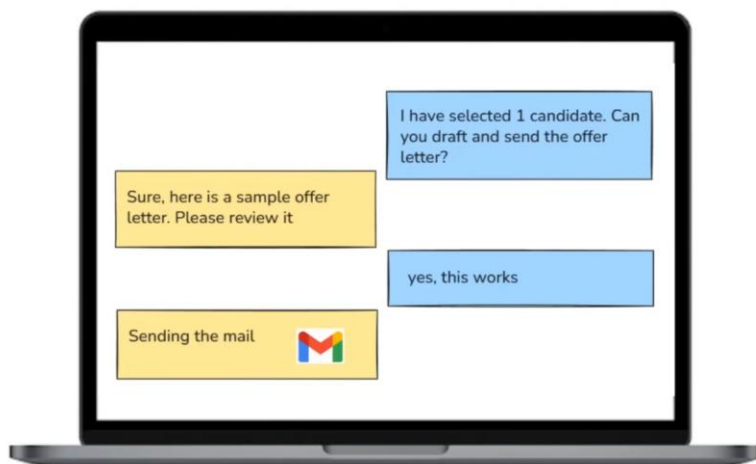 I have selected 1 candidate. Can
you draft and send the offer
letter?
Sure, here is a sample offer
letter. Please review it
yes, this works
Sending the mail